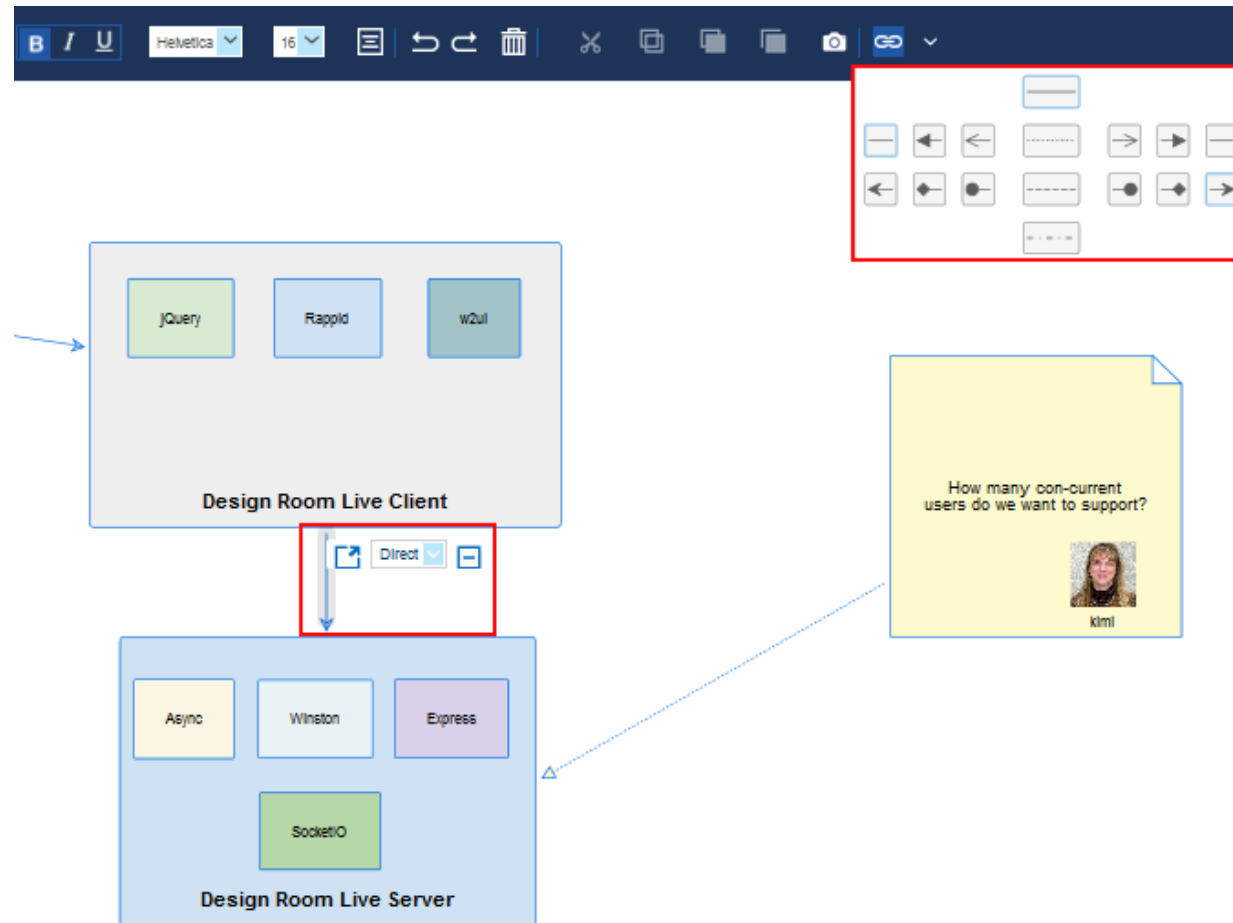 B I U Helvetica 16
jQuery Rappid w2ui
Design Room Live Client
Direct
How many con-current
users do we want to support?
kimi
Async Winston Express
SocketIO
Design Room Live Server